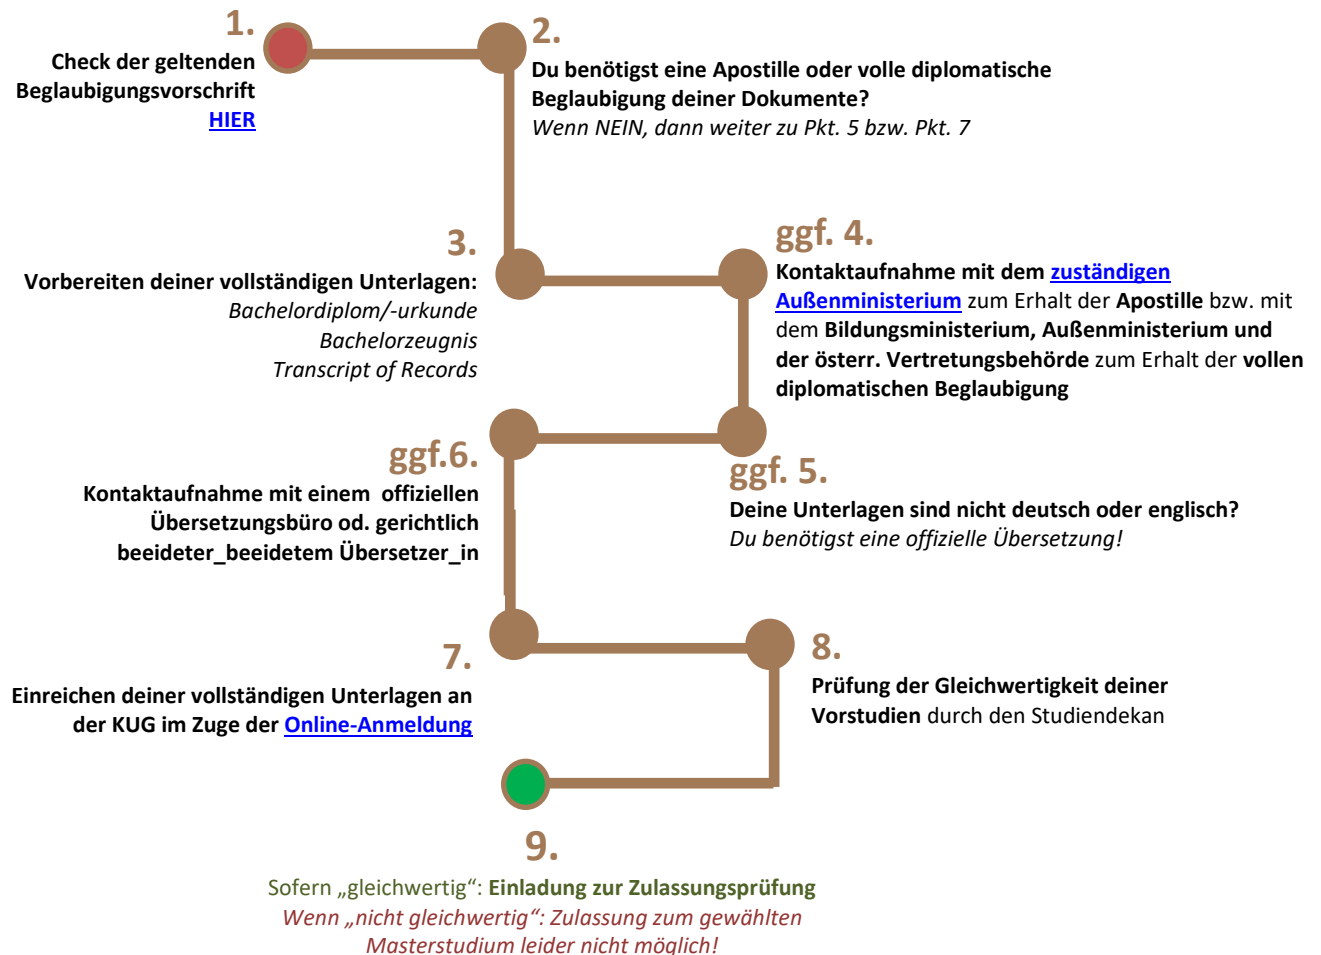 1.
Check der geltenden
Beglaubigungsvorschrift
HIER
2.
Du benötigst eine Apostille oder volle diplomatische
Beglaubigung deiner Dokumente?
Wenn NEIN, dann weiter zu Pkt. 5 bzw. Pkt. 7
3.
Vorbereiten deiner vollständigen Unterlagen:
Bachelordiplom/-urkunde
Bachelorzeugnis
Transcript of Records
ggf. 4.
Kontaktaufnahme mit dem zuständigen
Außenministerium zum Erhalt der Apostille bzw. mit
dem Bildungsministerium, Außenministerium und
der österr. Vertretungsbehörde zum Erhalt der vollen
diplomatischen Beglaubigung
ggf. 5.
Deine Unterlagen sind nicht deutsch oder englisch?
Du benötigst eine offizielle Übersetzung!
ggf.6.
Kontaktaufnahme mit einem offiziellen
Übersetzungsbüro od. gerichtlich
beeideter_beeidetem Übersetzer_in
7.
Einreichen deiner vollständigen Unterlagen an
der KUG im Zuge der Online-Anmeldung
8.
Prüfung der Gleichwertigkeit deiner
Vorstudien durch den Studiendekan
9.
Sofern „gleichwertig“: Einladung zur Zulassungsprüfung
Wenn „nicht gleichwertig“: Zulassung zum gewählten
Masterstudium leider nicht möglich!